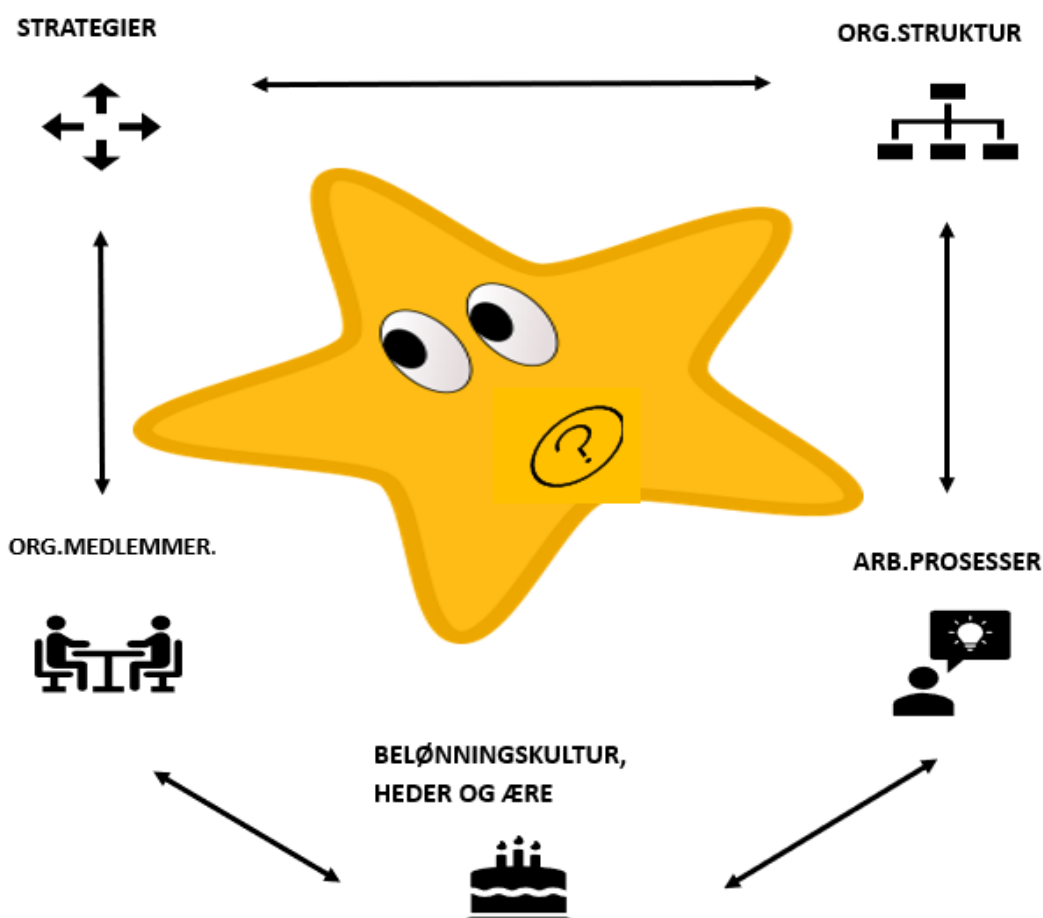 STRATEGIER
ORG.STRUKTUR
?
ORG.MEDLEMMER.
ARB.PROSESSER
BELØNNINGSKULTUR,
HEDER OG ÆRE